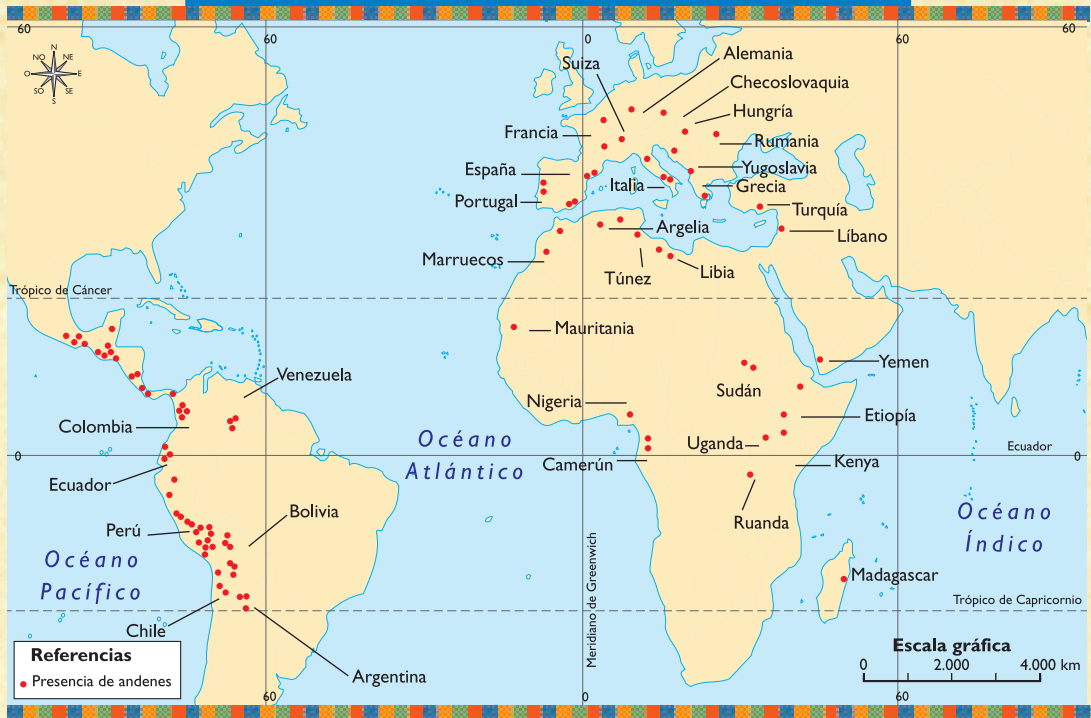 60
60
0
60
60
N
NO
NE
O
E
SO
SE
S
Suiza
Alemania
Checoslovaquia
Hungría
Francia
Rumania
España
Yugoslavia
Italia
Grecia
Portugal
Turquía
Argelia
Líbano
Marruecos
Túnez
Libia
Trópico de Cáncer
Mauritania
Yemen
Venezuela
Sudán
Nigeria
Etiopía
Colombia
Océano
Atlántico
Uganda
Ecuador
0
0
Camerún
Kenya
Ecuador
Bolivia
Perú
Ruanda
Océano
Índico
Océano
Pacífico
Meridiano de Greenwich
Madagascar
Trópico de Capricornio
Chile
Argentina
Referencias
Presencia de andenes
Escala gráfica
0 2.000 4.000 km
60
0
60